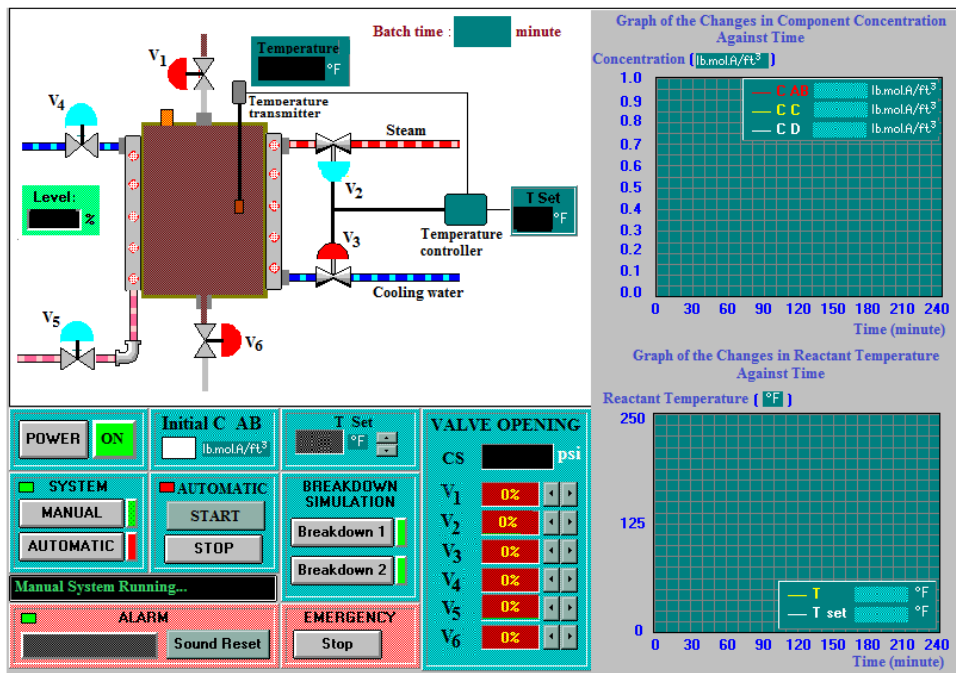 Batch time : minute
Temperature
°F
V1
Temperature
transmitter
V4
Steam
Level:
%
V2
T Set
°F
V3
Temperature
controller
Cooling water
V5
V6
Graph of the Changes in Component Concentration
Against Time
Concentration ( lb.mol.A/ft³ )
1.0
0.9
0.8
0.7
0.6
0.5
0.4
0.3
0.2
0.1
0.0
C AB lb.mol.A/ft³
C C lb.mol.A/ft³
C D lb.mol.A/ft³
0 30 60 90 120 150 180 210 240
Time (minute)
Graph of the Changes in Reactant Temperature
Against Time
Reactant Temperature ( °F )
250
125
0
T °F
T set °F
0 30 60 90 120 150 180 210 240
Time (minute)
POWER ON
Initial C AB
lb.mol.A/ft³
T Set
°F
VALVE OPENING
CS psi
V1 0%
V2 0%
V3 0%
V4 0%
V5 0%
V6 0%
SYSTEM
MANUAL
AUTOMATIC
AUTOMATIC
START
STOP
BREAKDOWN
SIMULATION
Breakdown 1
Breakdown 2
Manual System Running...
ALARM
Sound Reset
EMERGENCY
Stop